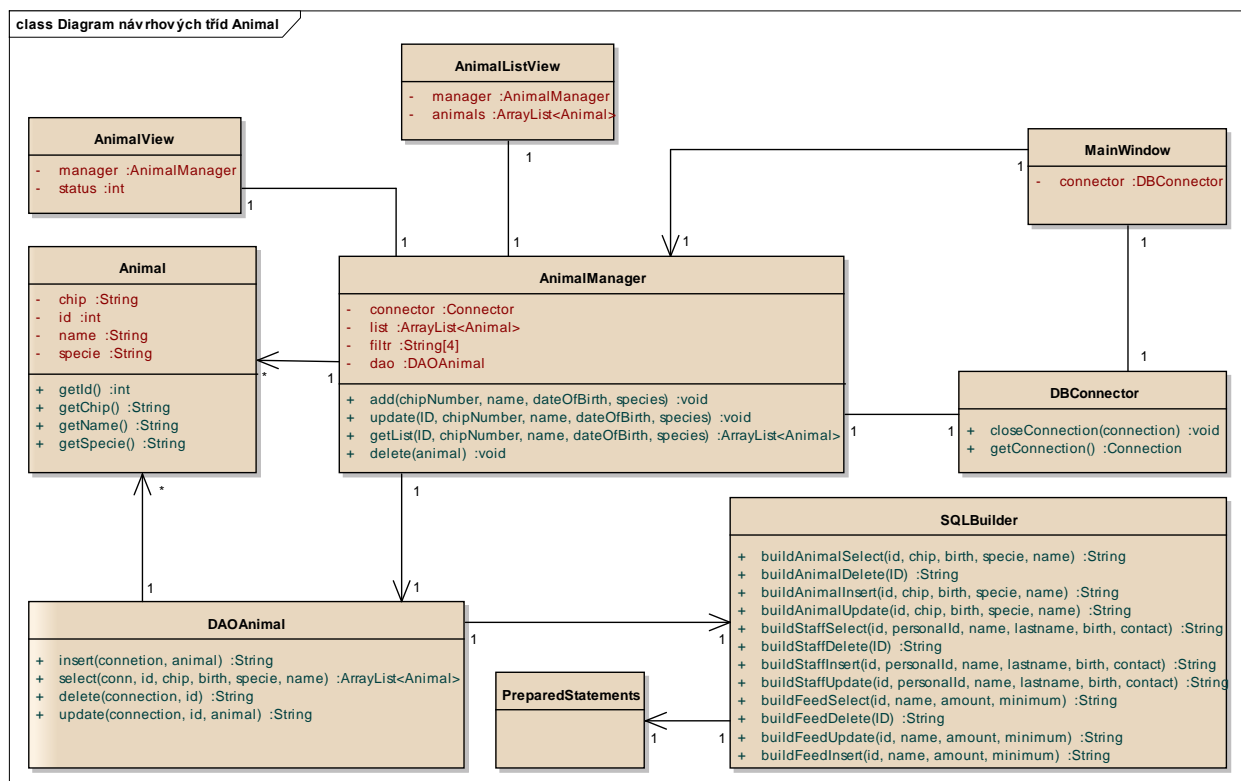 class Diagram návrhových tříd Animal
AnimalListView
- manager :AnimalManager
- animals :ArrayList<Animal>
1
AnimalView
- manager :AnimalManager
- status :int
1
MainWindow
- connector :DBConnector
1
1
Animal
- chip :String
- id :int
- name :String
- specie :String
+ getId() :int
+ getChip() :String
+ getName() :String
+ getSpecie() :String
*
*
1
1
1
1
AnimalManager
- connector :Connector
- list :ArrayList<Animal>
- filtr :String[4]
- dao :DAOAnimal
+ add(chipNumber, name, dateOfBirth, species) :void
+ update(ID, chipNumber, name, dateOfBirth, species) :void
+ getList(ID, chipNumber, name, dateOfBirth, species) :ArrayList<Animal>
+ delete(animal) :void
1
1
1
1
DBConnector
+ closeConnection(connection) :void
+ getConnection() :Connection
1
1
DAOAnimal
+ insert(connetion, animal) :String
+ select(conn, id, chip, birth, specie, name) :ArrayList<Animal>
+ delete(connection, id) :String
+ update(connection, id, animal) :String
1
1
SQLBuilder
+ buildAnimalSelect(id, chip, birth, specie, name) :String
+ buildAnimalDelete(ID) :String
+ buildAnimalInsert(id, chip, birth, specie, name) :String
+ buildAnimalUpdate(id, chip, birth, specie, name) :String
+ buildStaffSelect(id, personalId, name, lastname, birth, contact) :String
+ buildStaffDelete(ID) :String
+ buildStaffInsert(id, personalId, name, lastname, birth, contact) :String
+ buildStaffUpdate(id, personalId, name, lastname, birth, contact) :String
+ buildFeedSelect(id, name, amount, minimum) :String
+ buildFeedDelete(ID) :String
+ buildFeedUpdate(id, name, amount, minimum) :String
+ buildFeedInsert(id, name, amount, minimum) :String
PreparedStatements
1
1